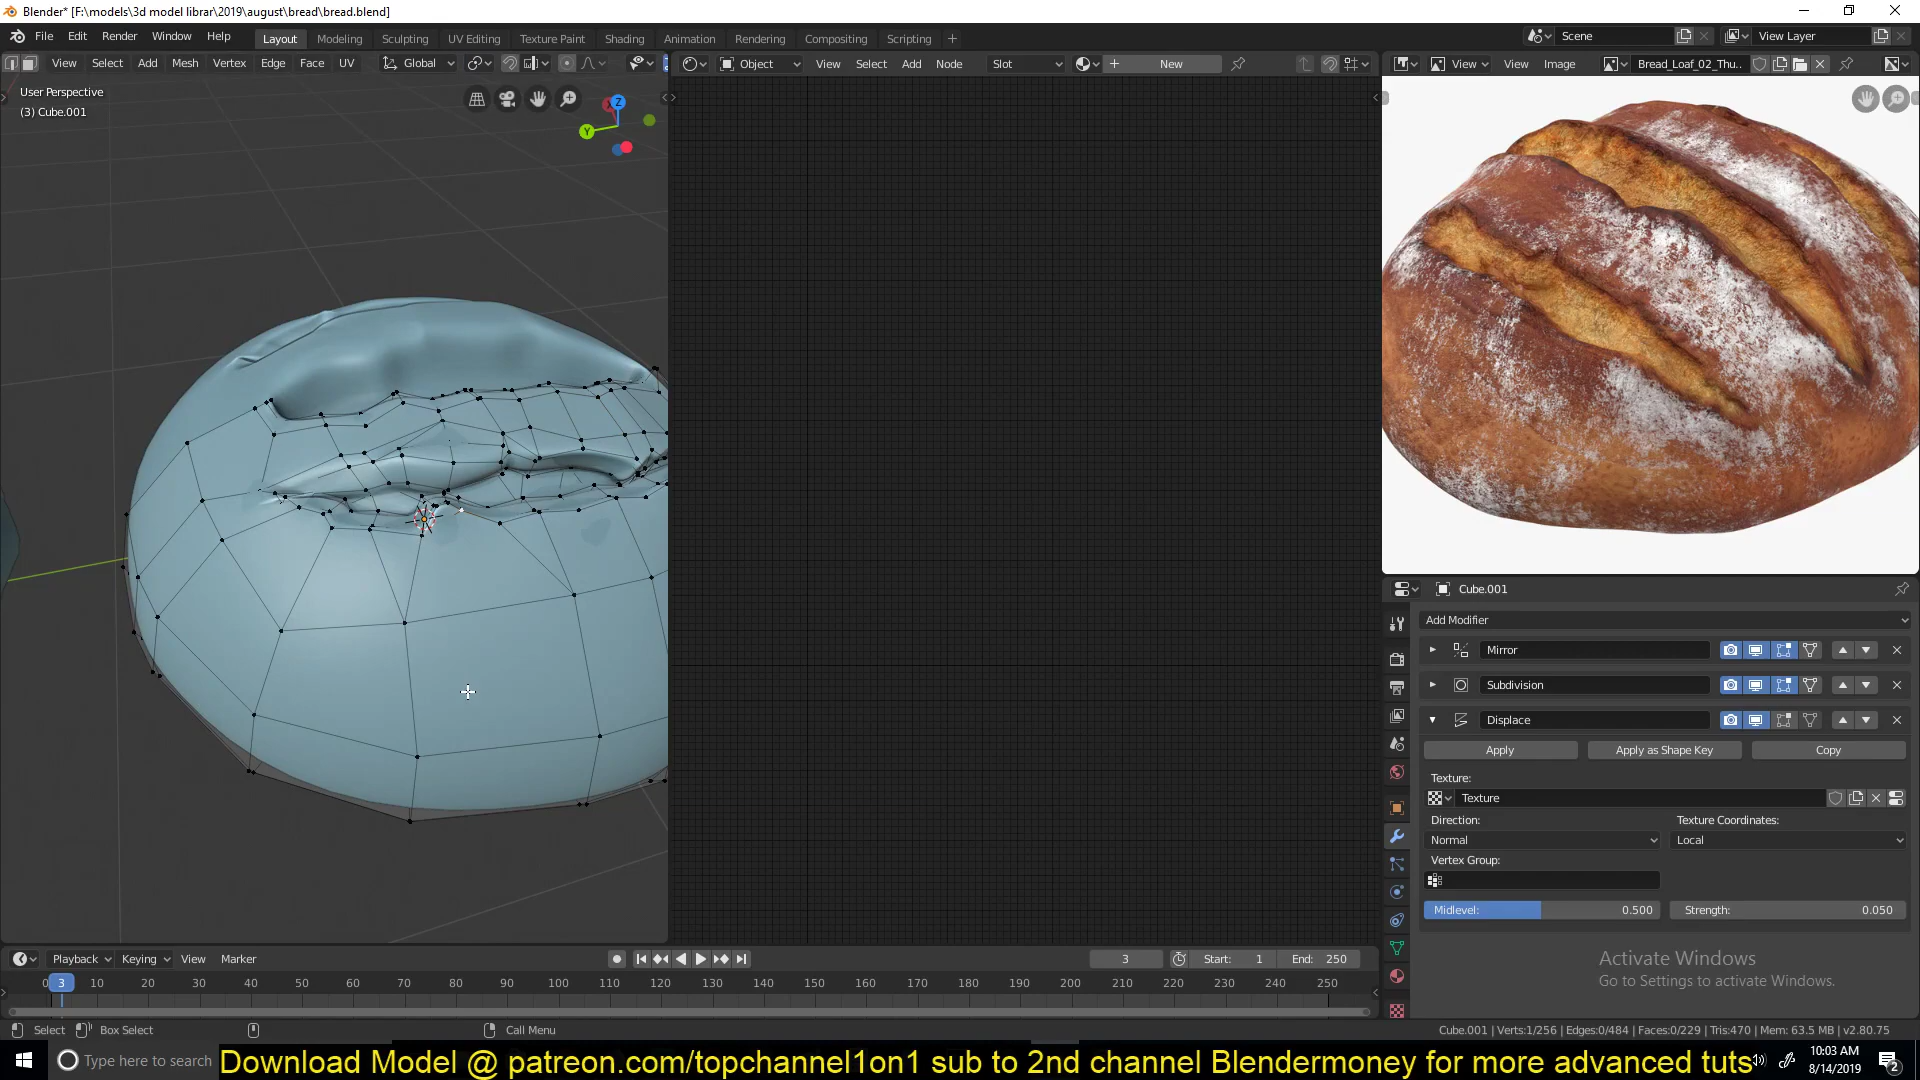 Blender* [F:\models\3d model librar\2019\august\bread\bread.blend]
File Edit Render Window Help Layout Modeling Sculpting UV Editing Texture Paint Shading Animation Rendering Compositing Scripting + Scene View Layer
View Select Add Mesh Vertex Edge Face UV Global Object View Select Add Node Slot New View View Image Bread_Loaf_02_Thu..
User Perspective
(3) Cube.001
Z
Y
Cube.001
Add Modifier
Mirror
Subdivision
Displace
Apply Apply as Shape Key Copy
Texture:
Texture
Direction: Texture Coordinates:
Normal Local
Vertex Group:
Midlevel: 0.500 Strength: 0.050
Activate Windows
Go to Settings to activate Windows.
Playback Keying View Marker 3 Start: 1 End: 250
0 3 10 20 30 40 50 60 70 80 90 100 110 120 130 140 150 160 170 180 190 200 210 220 230 240 250
Select Box Select Call Menu Cube.001 | Verts:1/256 | Edges:0/484 | Faces:0/229 | Tris:470 | Mem: 63.5 MB | v2.80.75
Type here to search Download Model @ patreon.com/topchannel1on1 sub to 2nd channel Blendermoney for more advanced tuts 10:03 AM
8/14/2019 2